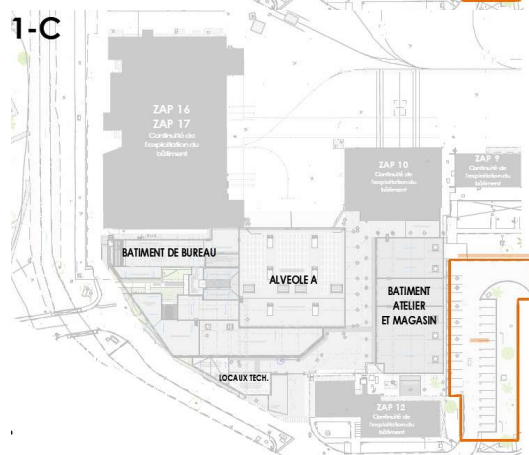 1-C
ZAP 16
ZAP 17
Continuité de
l'exploitation du
bâtiment
ZAP 10
Continuité de
l'exploitation du
bâtiment
ZAP 9
Continuité de
l'exploitation du
bâtiment
BATIMENT DE BUREAU
ALVEOLE A
BATIMENT
ATELIER
ET MAGASIN
LOCAUX TECH.
ZAP 12
Continuité de
l'exploitation du
bâtiment